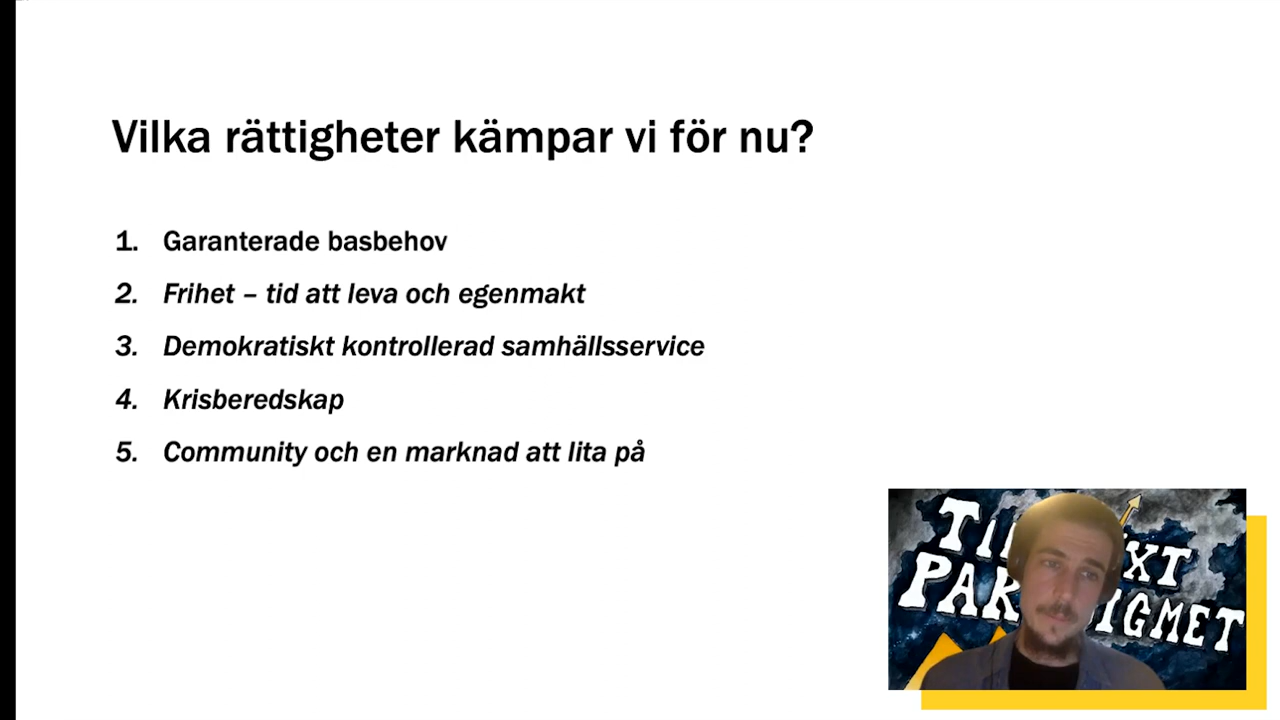 Vilka rättigheter kämpar vi för nu?
1. Garanterade basbehov
2. Frihet – tid att leva och egenmakt
3. Demokratiskt kontrollerad samhällsservice
4. Krisberedskap
5. Community och en marknad att lita på